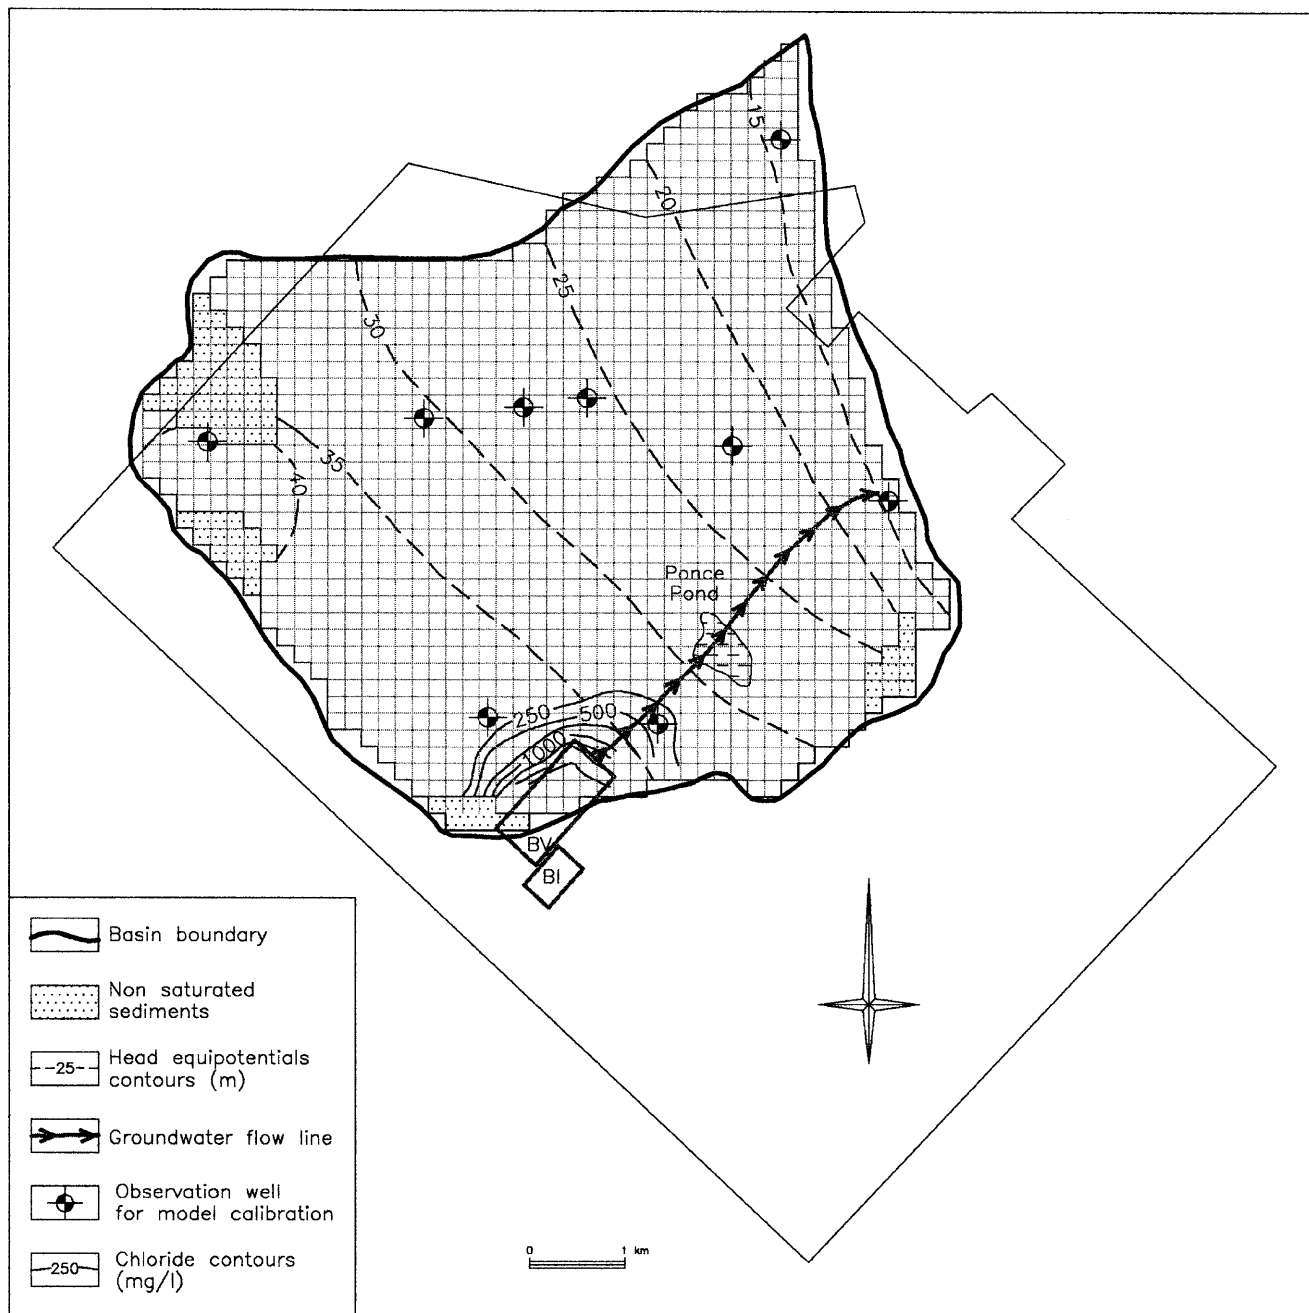 15
20
25
30
35
40
Ponce
Pond
250
500
1000
BV
BI
Basin boundary
Non saturated
sediments
-25-
Head equipotentials
contours (m)
Groundwater flow line
Observation well
for model calibration
250
Chloride contours
(mg/l)
0 1 km